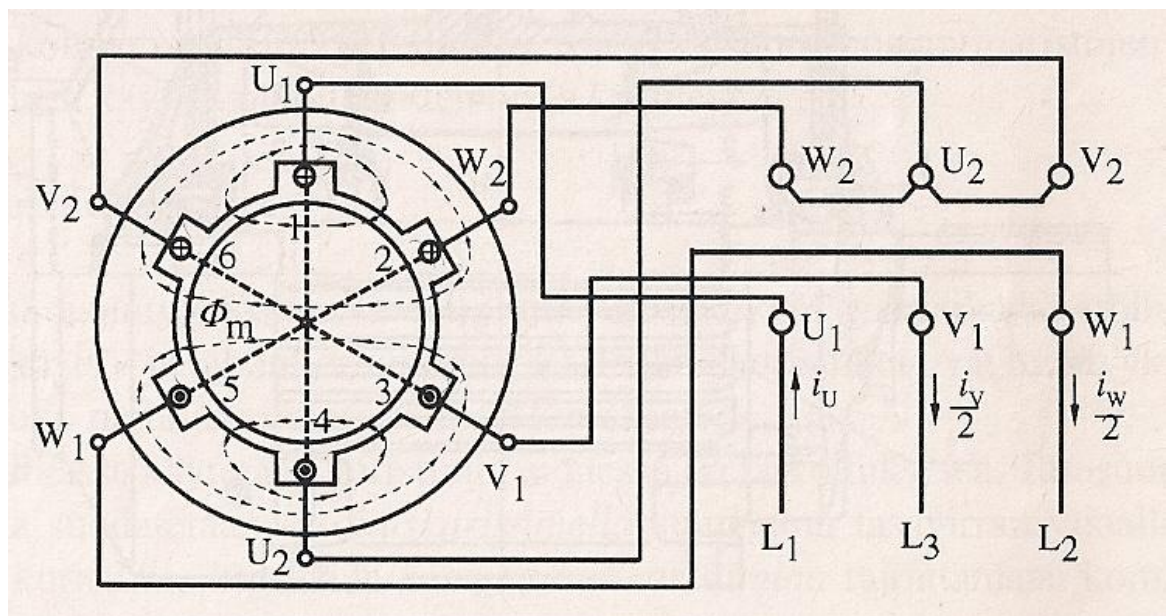 U1
V2
W2
1
6
2
Φm
5
3
4
W1
V1
U2
W2 U2 V2
U1 V1 W1
iU iV/2 iW/2
L1 L3 L2